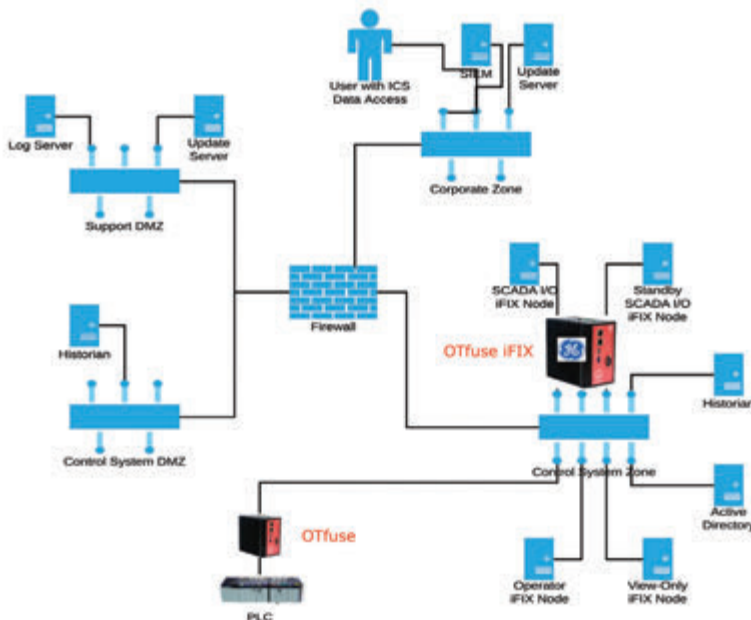 User with ICS
Data Access
SIEM
Update
Server
Log Server
Update
Server
Corporate Zone
Support DMZ
SCADA I/O
iFIX Node
Standby
SCADA I/O
iFIX Node
Firewall
OTfuse iFIX
Historian
Historian
Control System DMZ
Control System Zone
Active
Directory
OTfuse
Operator
iFIX Node
View-Only
iFIX Node
PLC